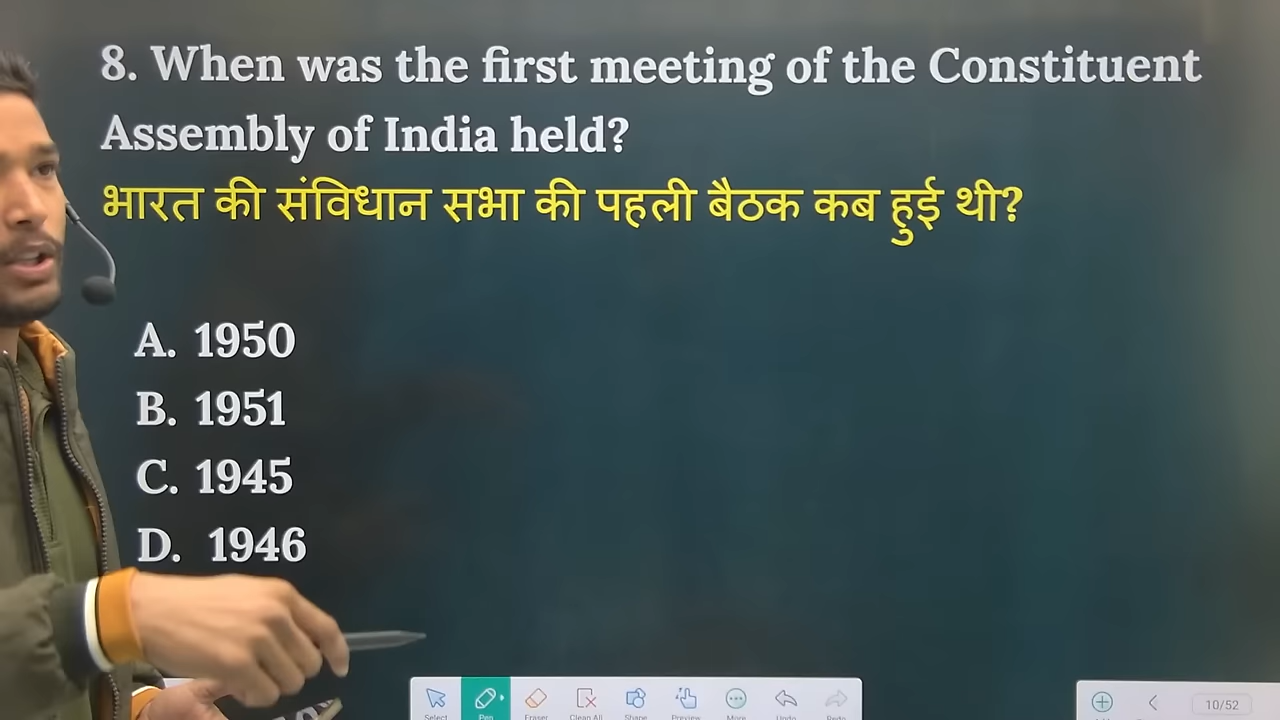 8. When was the first meeting of the Constituent
Assembly of India held?
भारत की संविधान सभा की पहली बैठक कब हुई थी?
A. 1950
B. 1951
C. 1945
D. 1946
Select Pen Eraser Clean All Shape Preview More Undo Redo
10/52